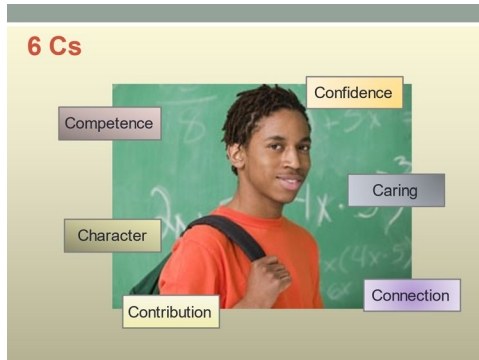 6 Cs
Confidence
Competence
Caring
Character
Connection
Contribution